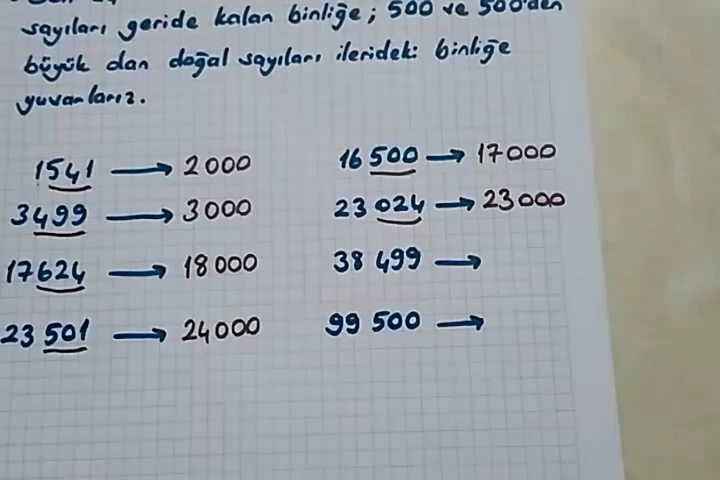 sayıları geride kalan binliğe; 500 ve 500'den
büyük olan doğal sayıları ilerideki binliğe
yuvarlarız.
1541 → 2000
3499 → 3000
17624 → 18000
23 501 → 24000
16 500 → 17000
23 024 → 23000
38 499 →
99 500 →